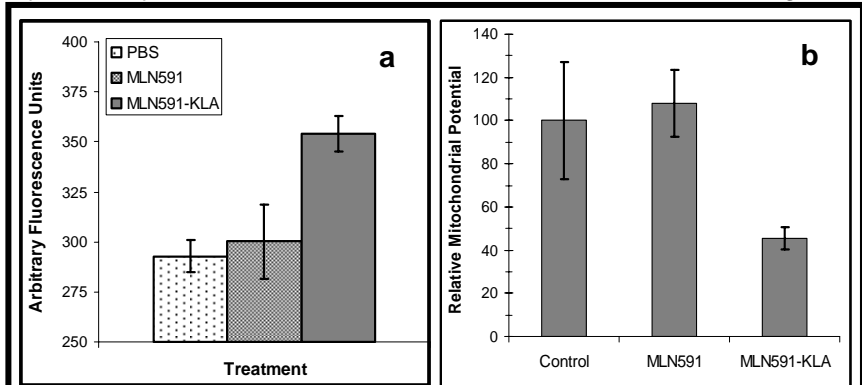 a
Arbitrary Fluorescence Units
400
375
350
325
300
275
250
PBS
MLN591
MLN591-KLA
Treatment
b
Relative Mitochondrial Potential
140
120
100
80
60
40
20
0
Control
MLN591
MLN591-KLA